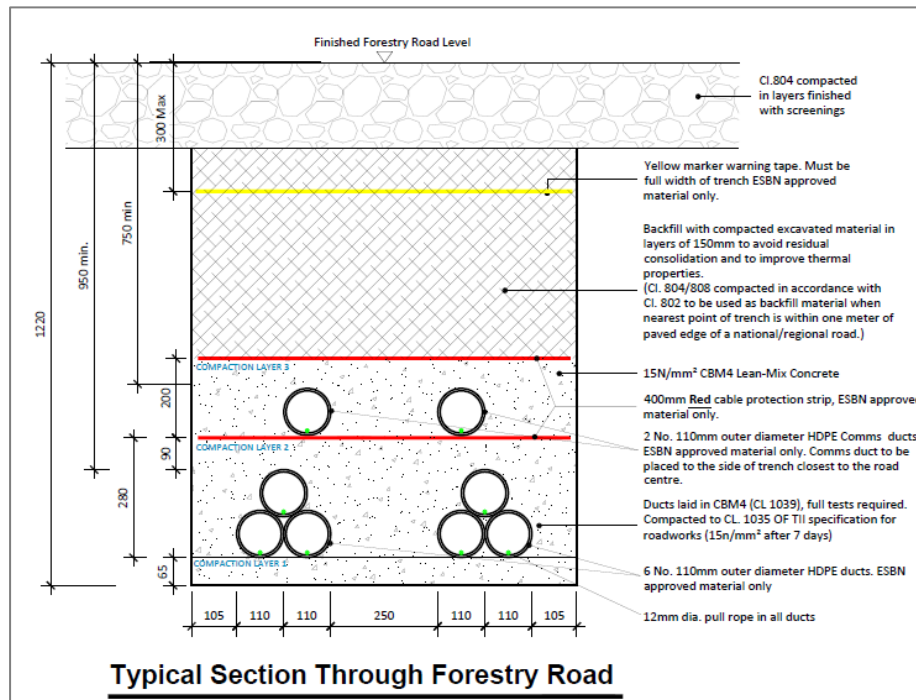 Finished Forestry Road Level
Cl.804 compacted
in layers finished
with screenings
300 Max
Yellow marker warning tape. Must be
full width of trench ESBN approved
material only.
750 min
950 min.
1220
Backfill with compacted excavated material in
layers of 150mm to avoid residual
consolidation and to improve thermal
properties.
(Cl. 804/808 compacted in accordance with
Cl. 802 to be used as backfill material when
nearest point of trench is within one meter of
paved edge of a national/regional road.)
COMPACTION LAYER 3
15N/mm² CBM4 Lean-Mix Concrete
200
400mm Red cable protection strip, ESBN approved
material only.
COMPACTION LAYER 2
2 No. 110mm outer diameter HDPE Comms ducts
ESBN approved material only. Comms duct to be
placed to the side of trench closest to the road
centre.
90
280
Ducts laid in CBM4 (CL 1039), full tests required.
Compacted to CL. 1035 OF TII specification for
roadworks (15n/mm² after 7 days)
COMPACTION LAYER 1
65
6 No. 110mm outer diameter HDPE ducts. ESBN
approved material only
105 110 110 250 110 110 105
12mm dia. pull rope in all ducts
Typical Section Through Forestry Road